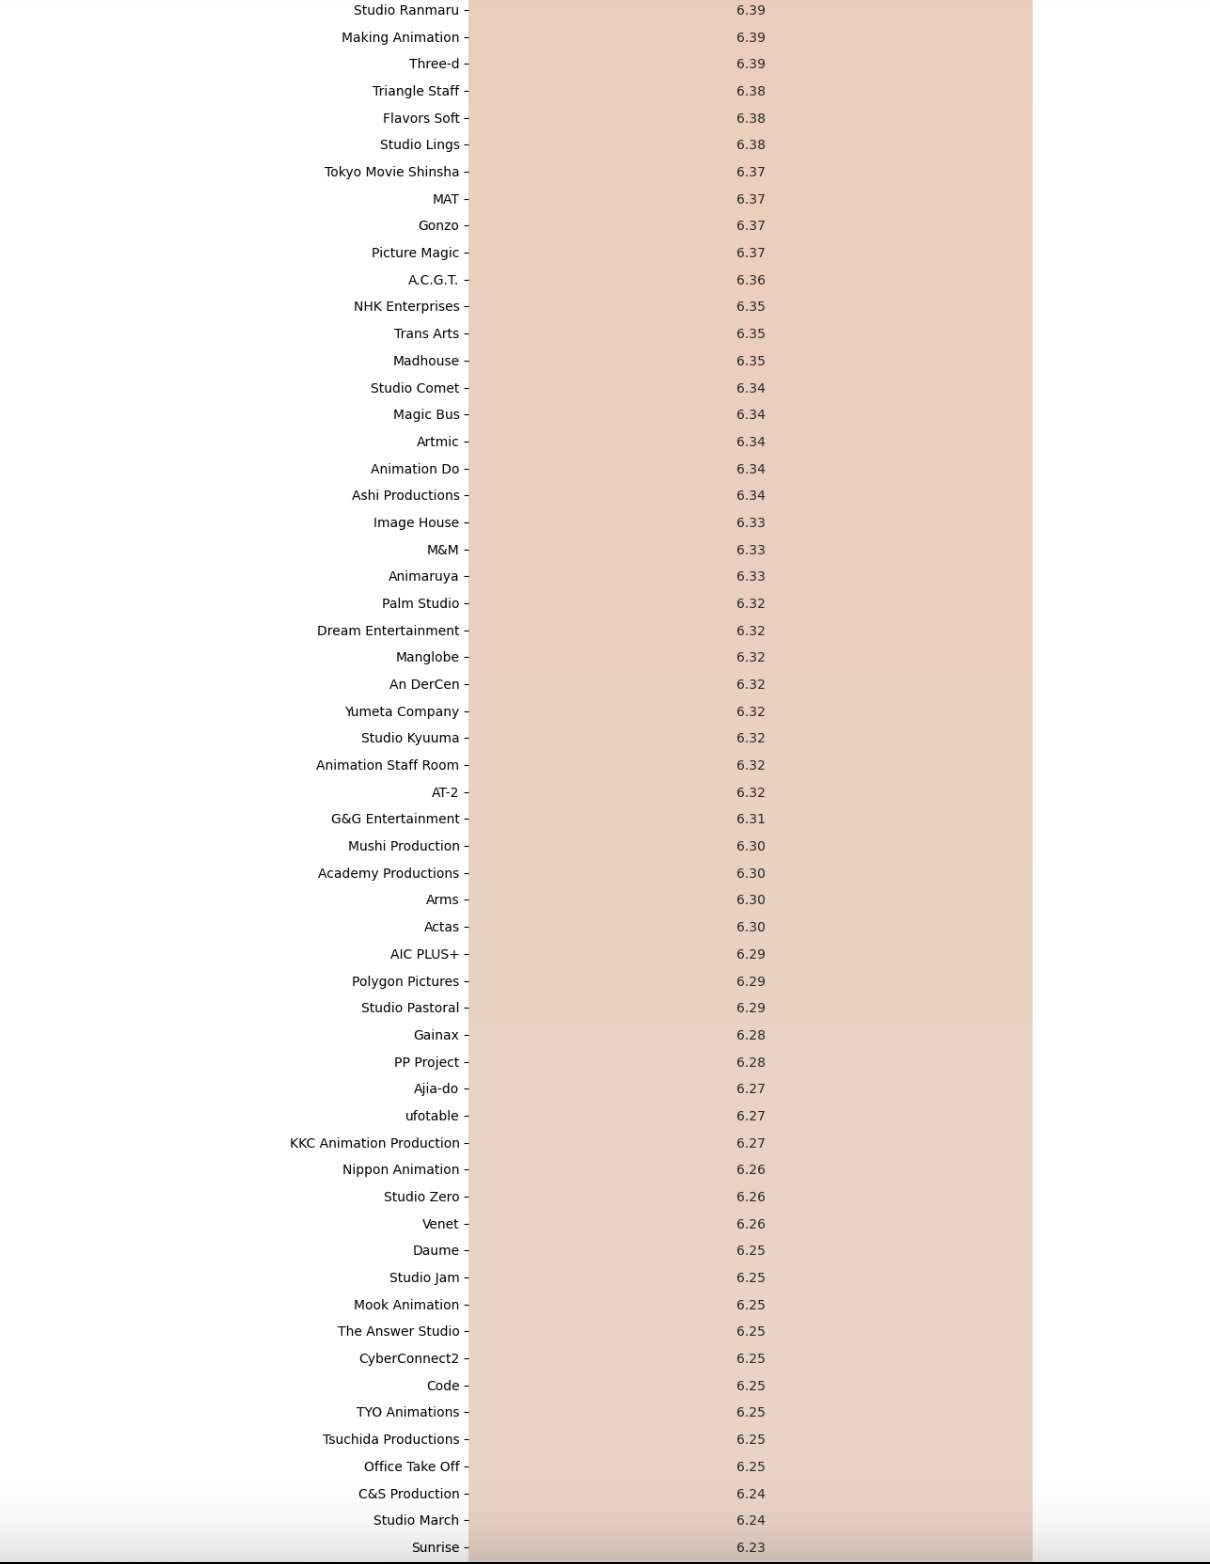 Studio Ranmaru 6.39
Making Animation 6.39
Three-d 6.39
Triangle Staff 6.38
Flavors Soft 6.38
Studio Lings 6.38
Tokyo Movie Shinsha 6.37
MAT 6.37
Gonzo 6.37
Picture Magic 6.37
A.C.G.T. 6.36
NHK Enterprises 6.35
Trans Arts 6.35
Madhouse 6.35
Studio Comet 6.34
Magic Bus 6.34
Artmic 6.34
Animation Do 6.34
Ashi Productions 6.34
Image House 6.33
M&M 6.33
Animaruya 6.33
Palm Studio 6.32
Dream Entertainment 6.32
Manglobe 6.32
An DerCen 6.32
Yumeta Company 6.32
Studio Kyuuma 6.32
Animation Staff Room 6.32
AT-2 6.32
G&G Entertainment 6.31
Mushi Production 6.30
Academy Productions 6.30
Arms 6.30
Actas 6.30
AIC PLUS+ 6.29
Polygon Pictures 6.29
Studio Pastoral 6.29
Gainax 6.28
PP Project 6.28
Ajia-do 6.27
ufotable 6.27
KKC Animation Production 6.27
Nippon Animation 6.26
Studio Zero 6.26
Venet 6.26
Daume 6.25
Studio Jam 6.25
Mook Animation 6.25
The Answer Studio 6.25
CyberConnect2 6.25
Code 6.25
TYO Animations 6.25
Tsuchida Productions 6.25
Office Take Off 6.25
C&S Production 6.24
Studio March 6.24
Sunrise 6.23